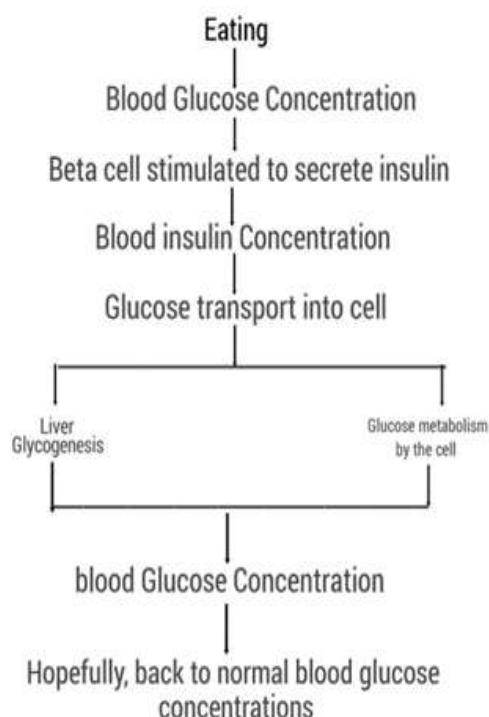 Eating
Blood Glucose Concentration
Beta cell stimulated to secrete insulin
Blood insulin Concentration
Glucose transport into cell
Liver
Glycogenesis
Glucose metabolism
by the cell
blood Glucose Concentration
Hopefully, back to normal blood glucose
concentrations